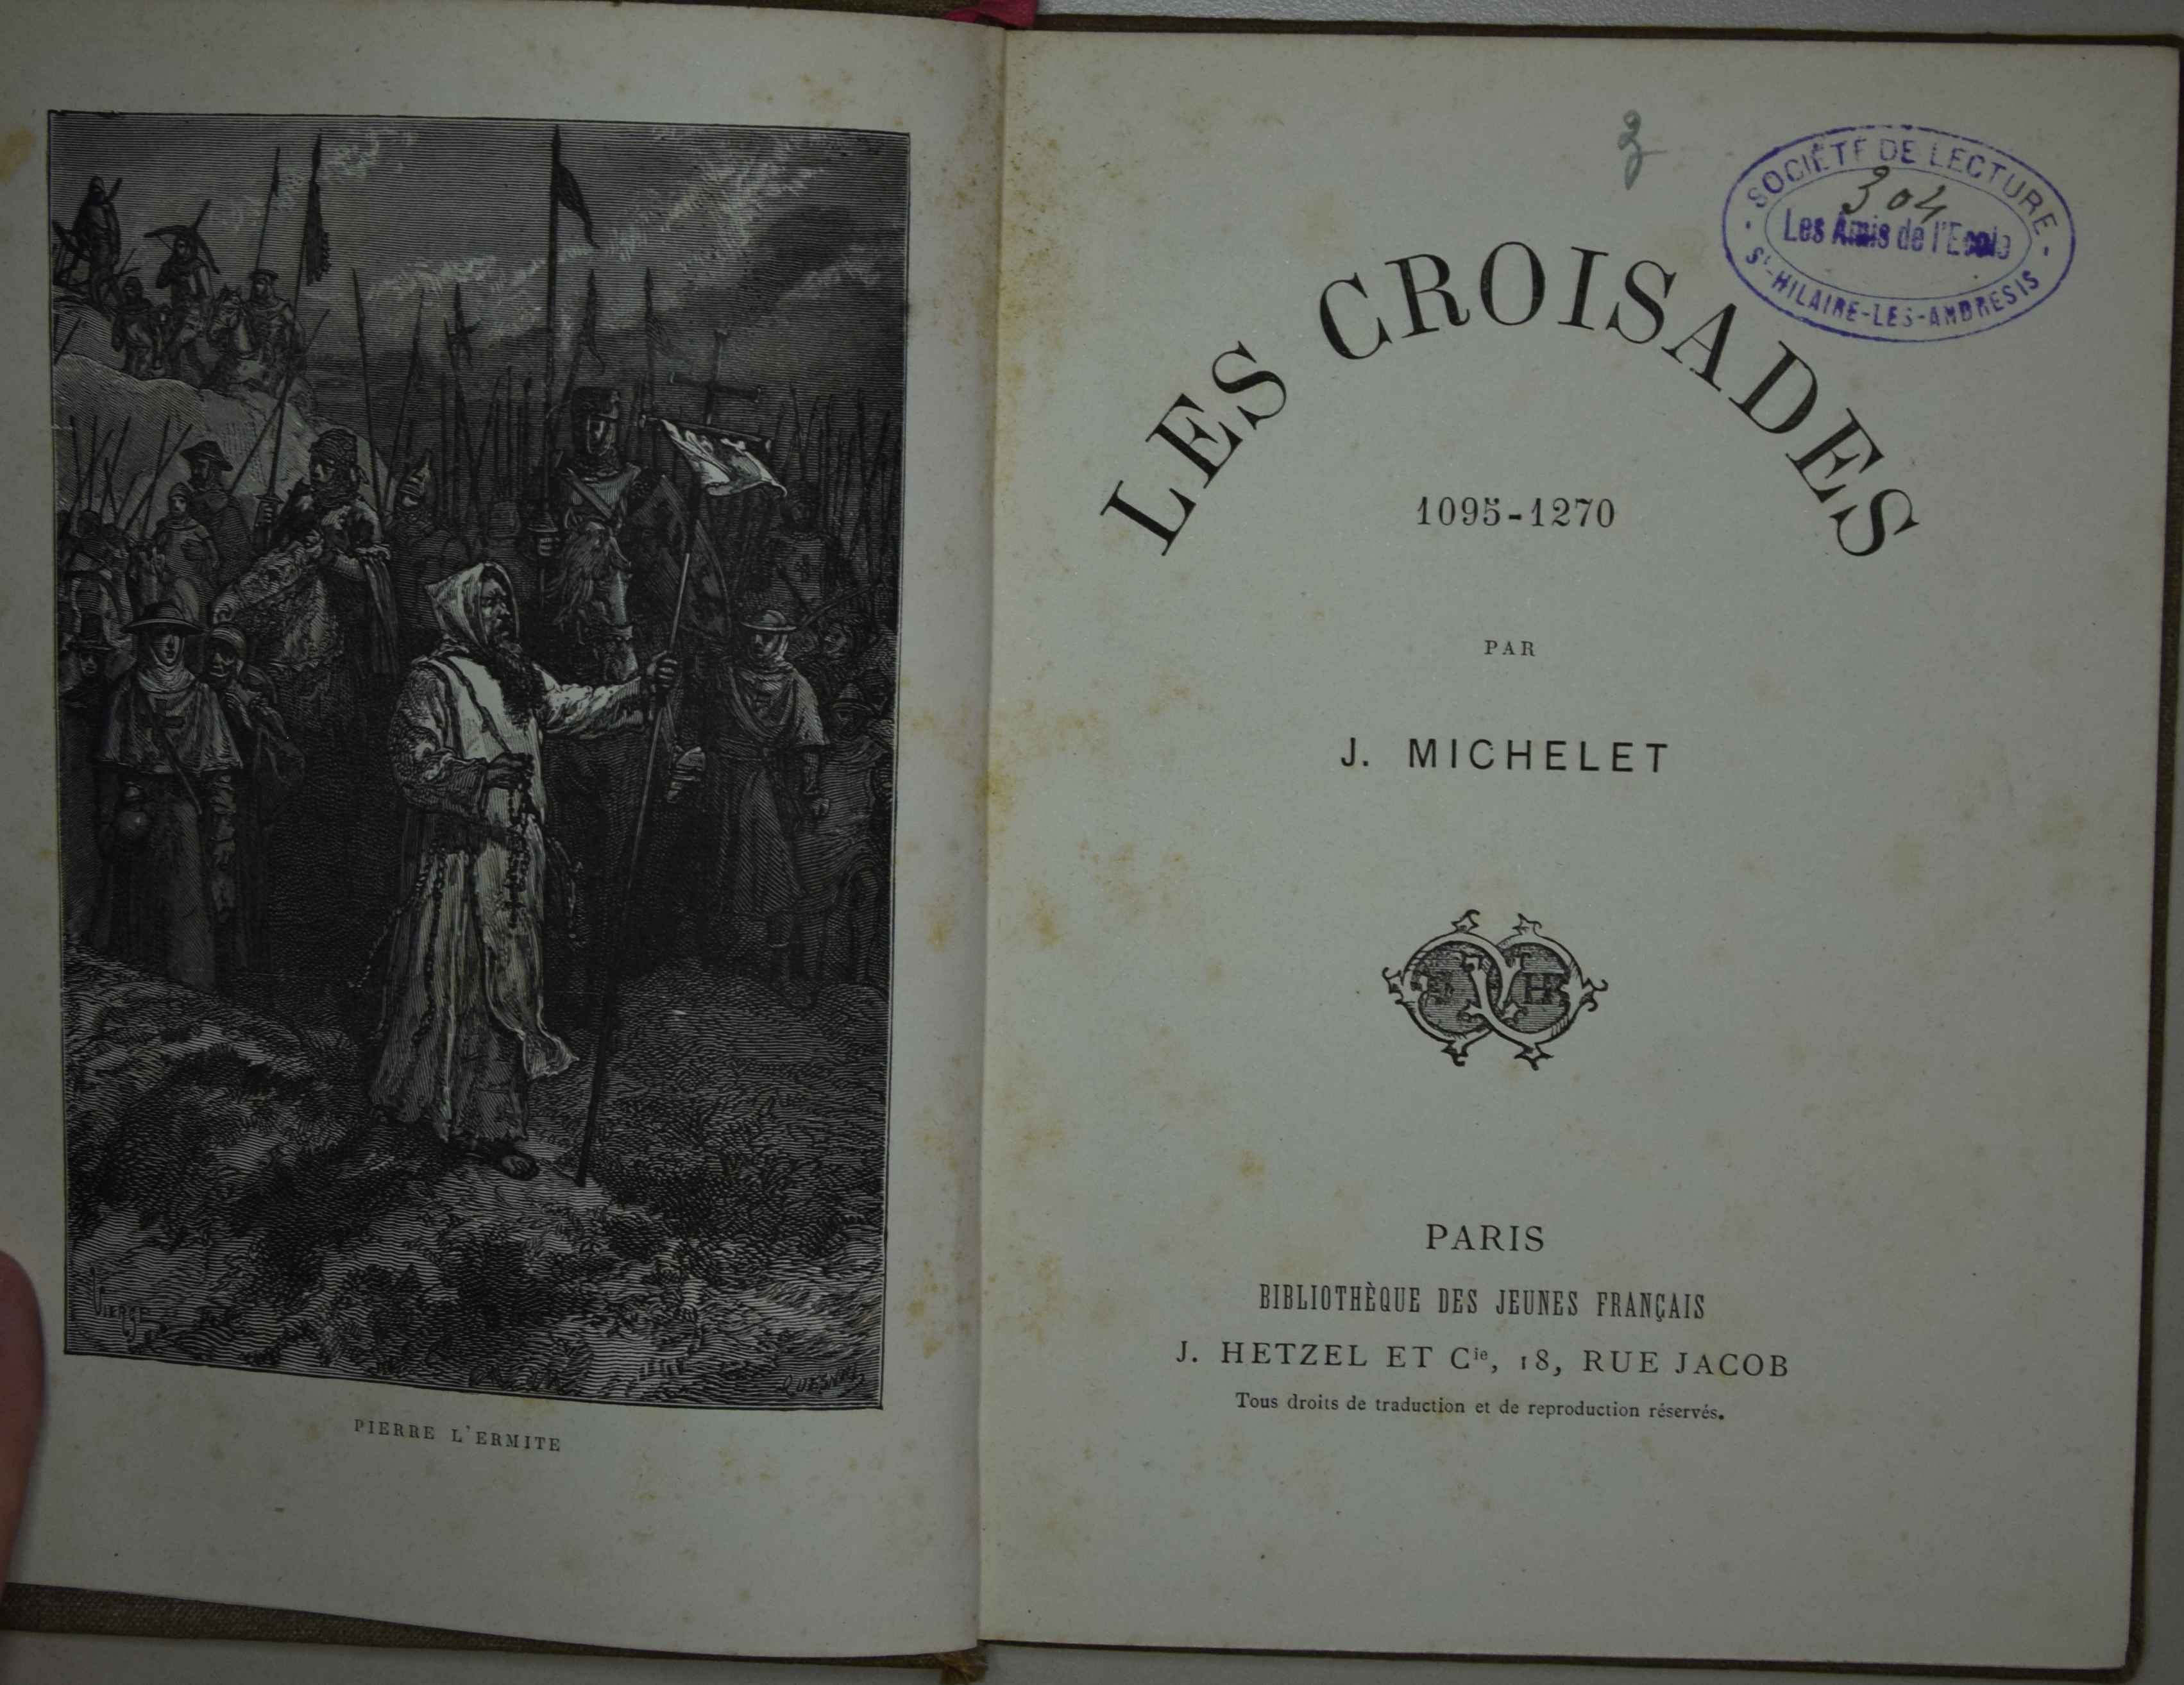 VIERGE
PIERRE L'ERMITE
3
SOCIÉTÉ DE LECTURE
304
Les Amis de l'Ecole
St-HILAIRE-LES-ANDRESIS
LES CROISADES
1095-1270
PAR
J. MICHELET
PARIS
BIBLIOTHÈQUE DES JEUNES FRANÇAIS
J. HETZEL ET Cie, 18, RUE JACOB
Tous droits de traduction et de reproduction réservés.